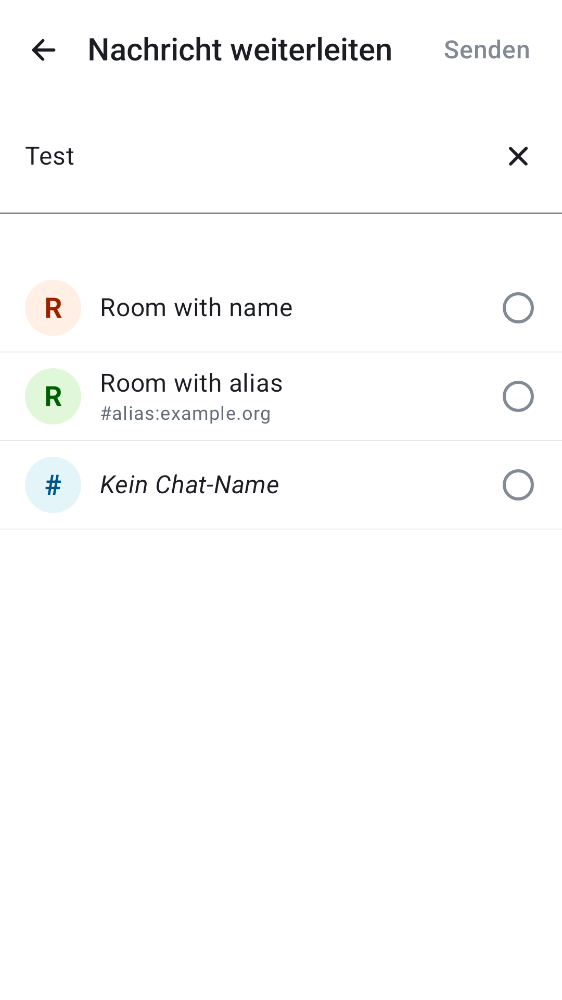 Nachricht weiterleiten Senden
Test
R Room with name
R Room with alias
#alias:example.org
# Kein Chat-Name